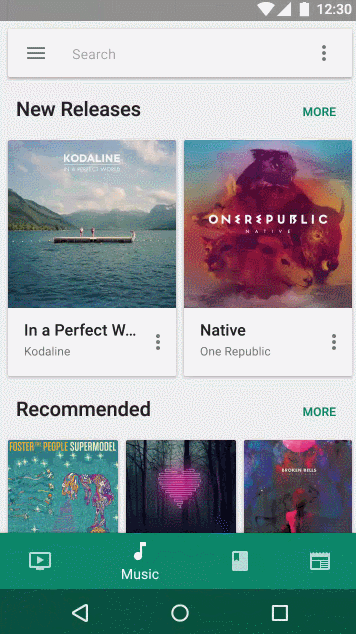 12:30
Search
New Releases
MORE
KODALINE
IN A PERFECT WORLD
ONEREPUBLIC
NATIVE
In a Perfect W...
Kodaline
Native
One Republic
Recommended
MORE
FOSTER THE PEOPLE SUPERMODEL
BROKEN BELLS
Music